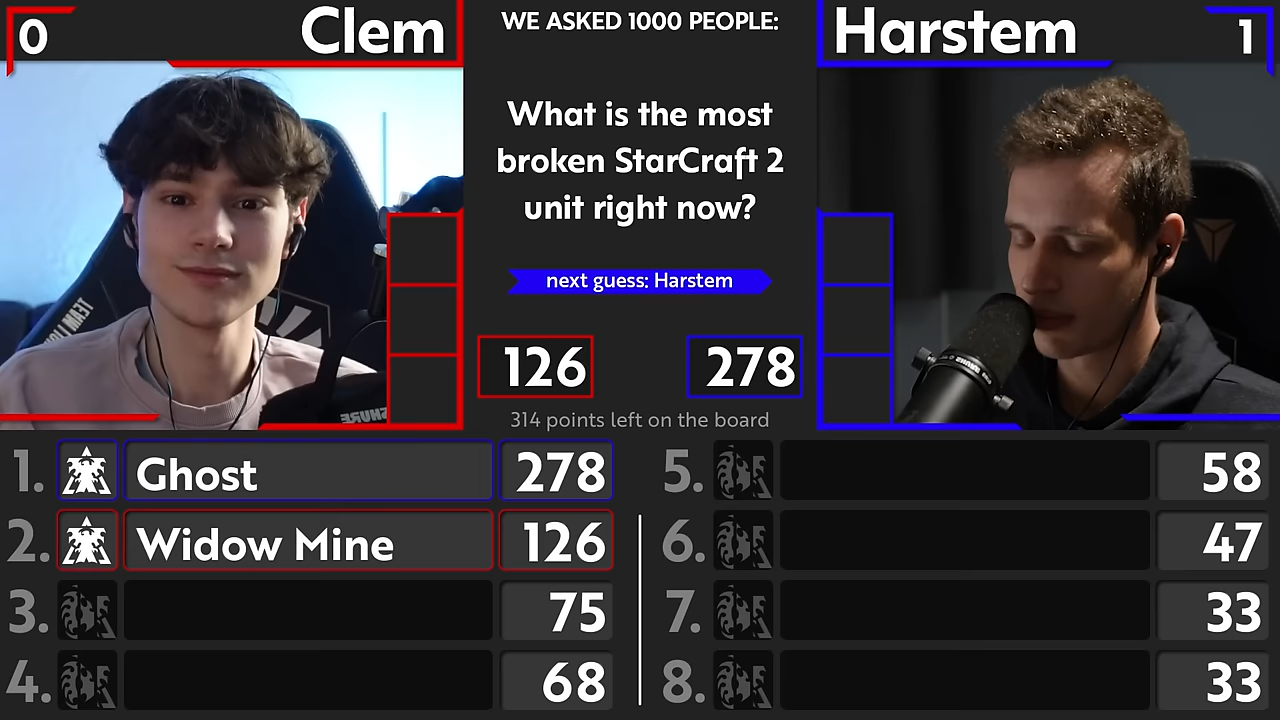 0
Clem
WE ASKED 1000 PEOPLE:
Harstem
1
What is the most
broken StarCraft 2
unit right now?
next guess: Harstem
126
278
314 points left on the board
1. Ghost 278
2. Widow Mine 126
3. 75
4. 68
5. 58
6. 47
7. 33
8. 33
SHURE